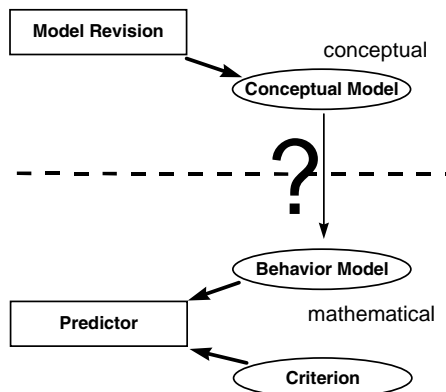 Model Revision
conceptual
Conceptual Model
?
Behavior Model
Predictor
mathematical
Criterion